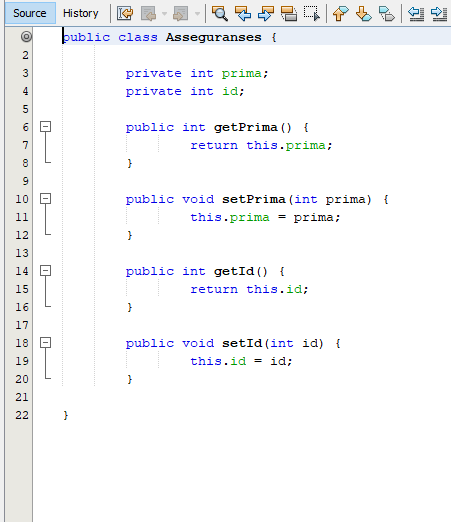 Source History
public class Asseguranses {
2
3 private int prima;
4 private int id;
5
6 public int getPrima() {
7 return this.prima;
8 }
9
10 public void setPrima(int prima) {
11 this.prima = prima;
12 }
13
14 public int getId() {
15 return this.id;
16 }
17
18 public void setId(int id) {
19 this.id = id;
20 }
21
22 }